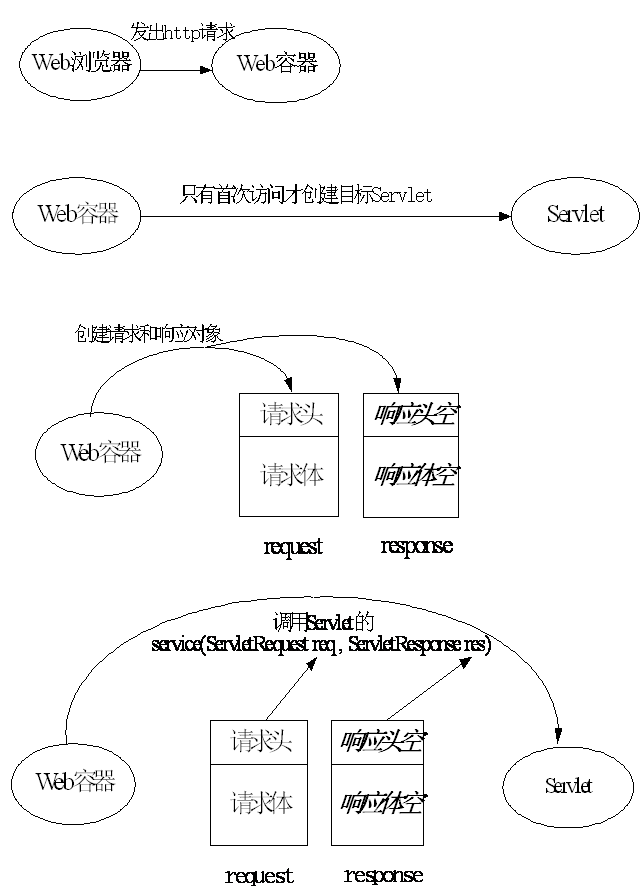 发出http请求
Web浏览器
Web容器
只有首次访问才创建目标Servlet
Web容器
Servlet
创建请求和响应对象
Web容器
请求头
响应头空
请求体
响应体空
request
response
调用Servlet的
service(ServletRequest req , ServletResponse res)
Web容器
请求头
响应头空
请求体
响应体空
Servlet
request
response